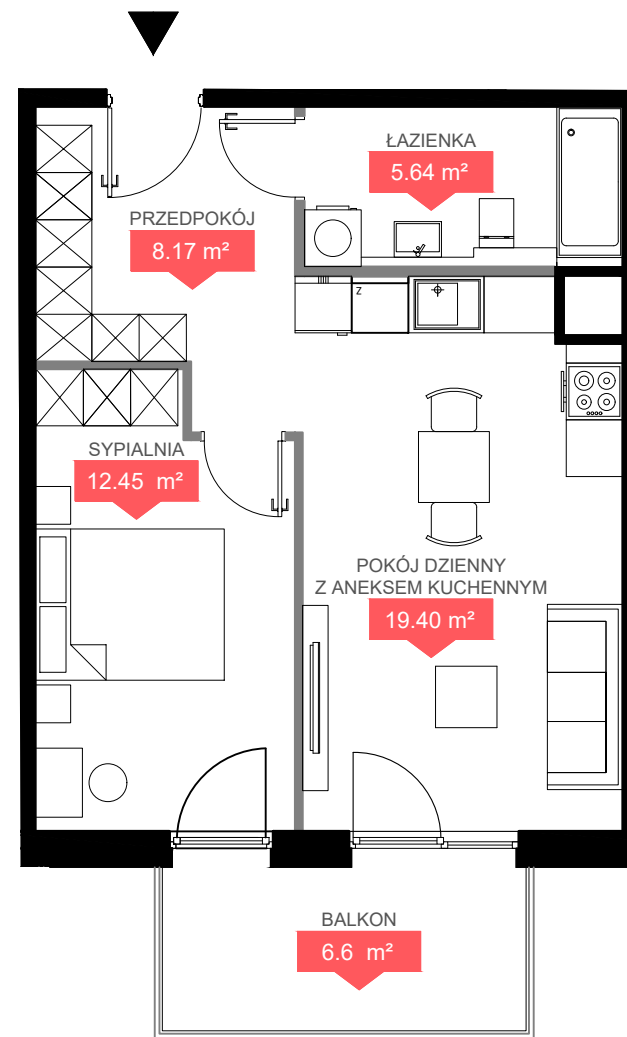 ŁAZIENKA
5.64 m²
PRZEDPOKÓJ
8.17 m²
Z
SYPIALNIA
12.45 m²
POKÓJ DZIENNY
Z ANEKSEM KUCHENNYM
19.40 m²
BALKON
6.6 m²